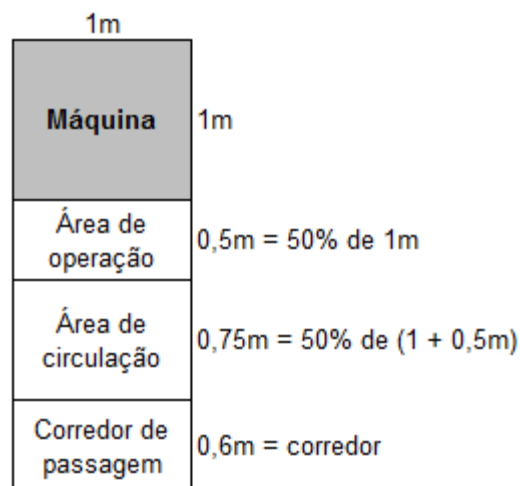 1m
Máquina
1m
Área de
operação
0,5m = 50% de 1m
Área de
circulação
0,75m = 50% de (1 + 0,5m)
Corredor de
passagem
0,6m = corredor